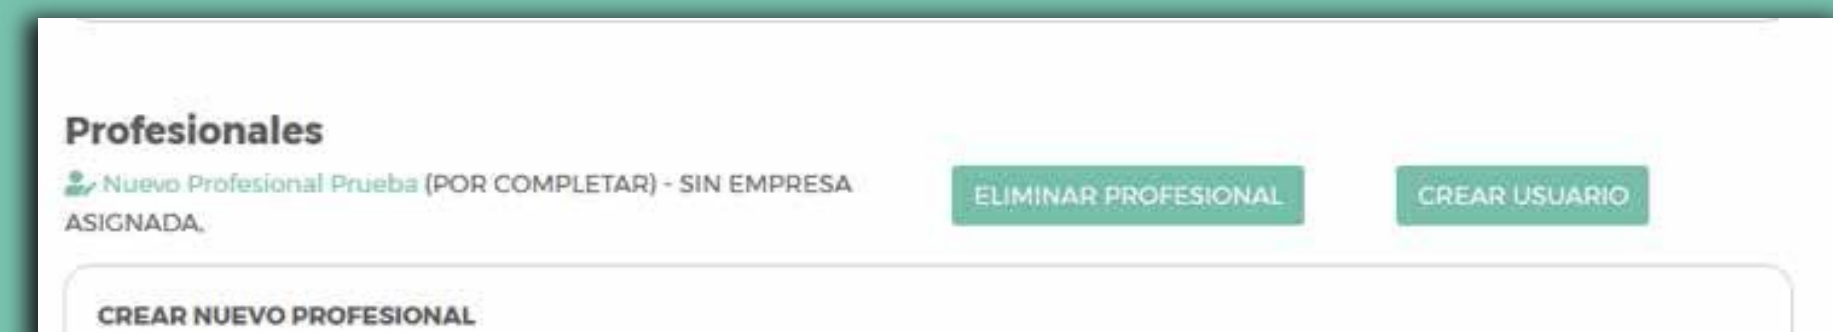 Profesionales
Nuevo Profesional Prueba (POR COMPLETAR) - SIN EMPRESA
ASIGNADA,
ELIMINAR PROFESIONAL
CREAR USUARIO
CREAR NUEVO PROFESIONAL